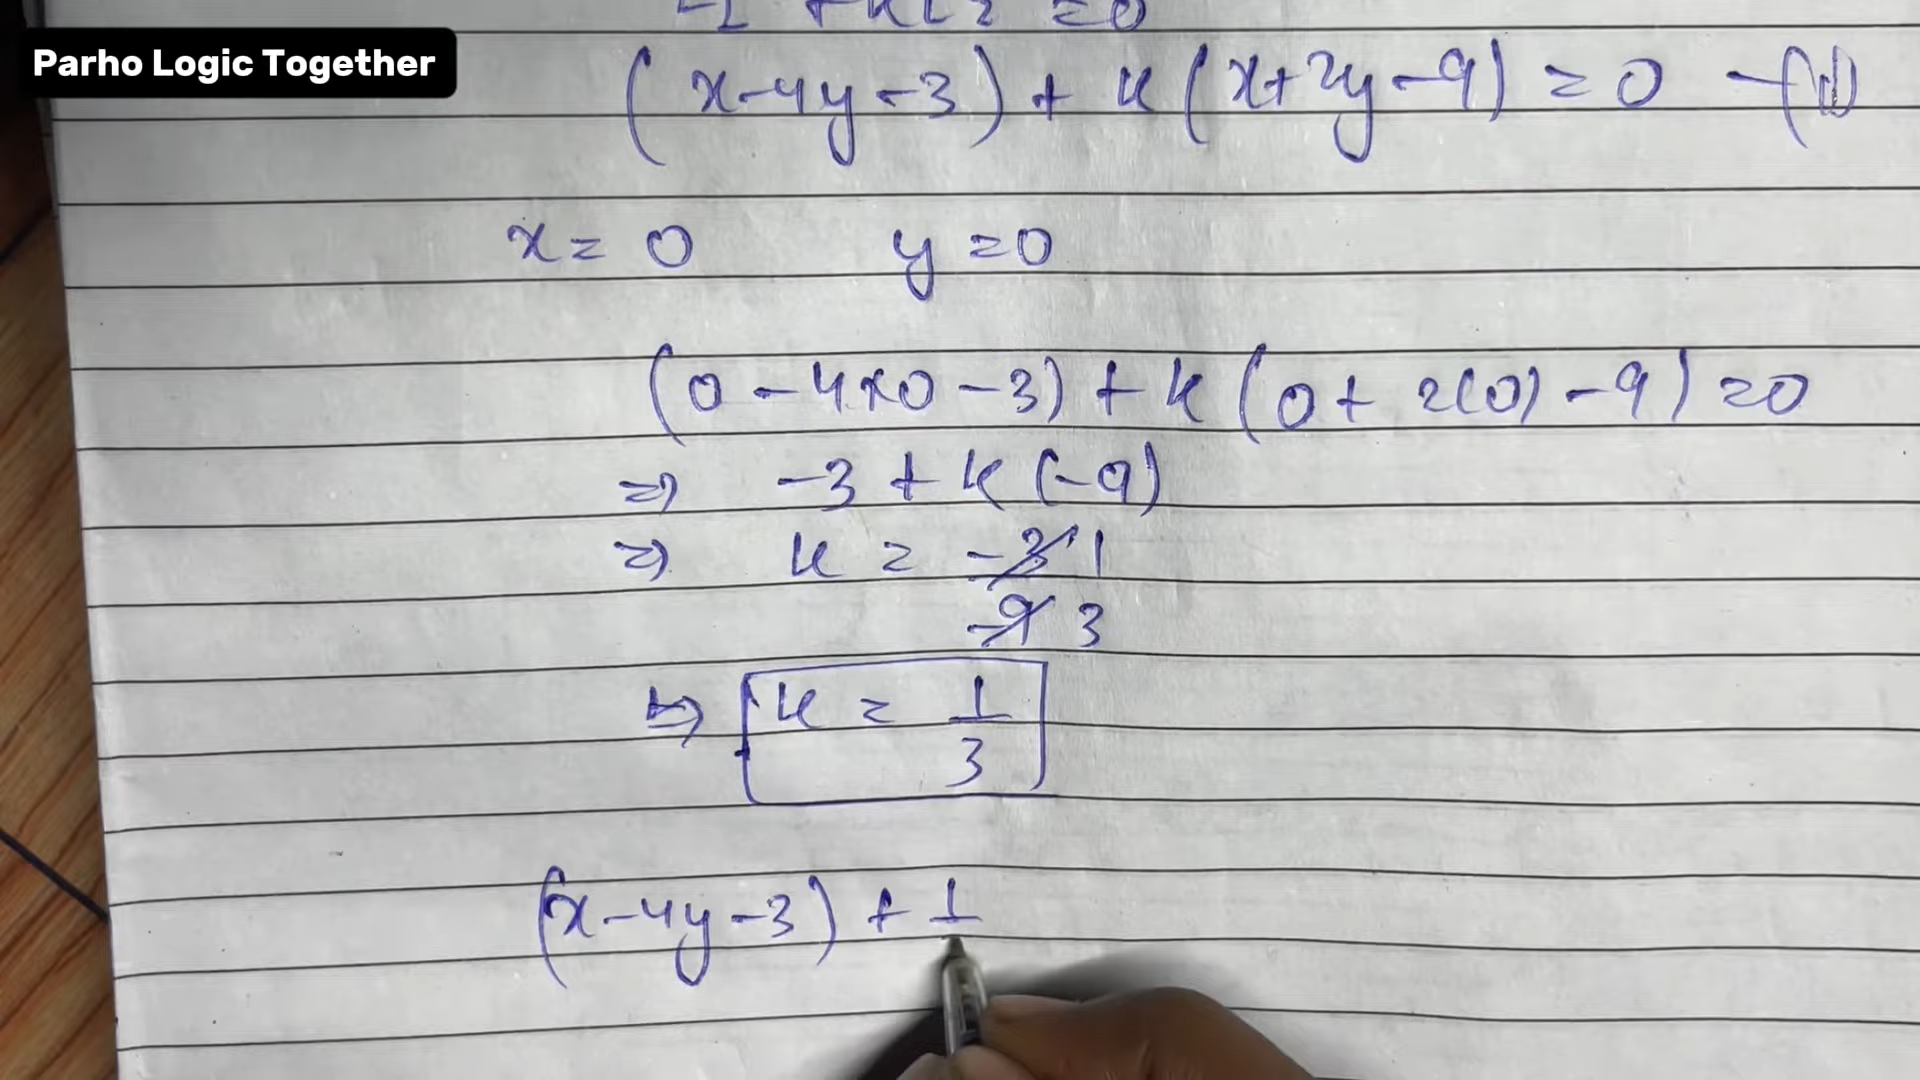 Parho Logic Together
(x-4y-3) + k(x+2y-9) = 0 -(1)
x = 0 y = 0
(0-4×0-3) + k(0+2(0)-9) = 0
⇒ -3 + k(-9)
⇒ k = -3 1
-9 3
⇒ k = 1/3
(x-4y-3) + 1